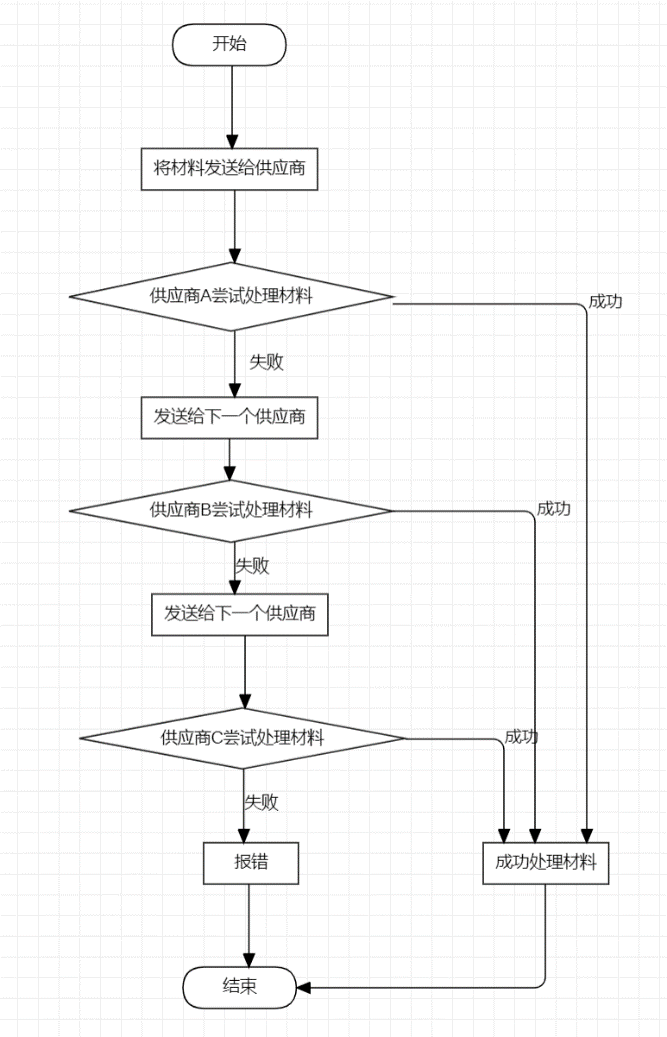 开始
将材料发送给供应商
供应商A尝试处理材料
成功
失败
发送给下一个供应商
供应商B尝试处理材料
成功
失败
发送给下一个供应商
供应商C尝试处理材料
成功
失败
报错
成功处理材料
结束